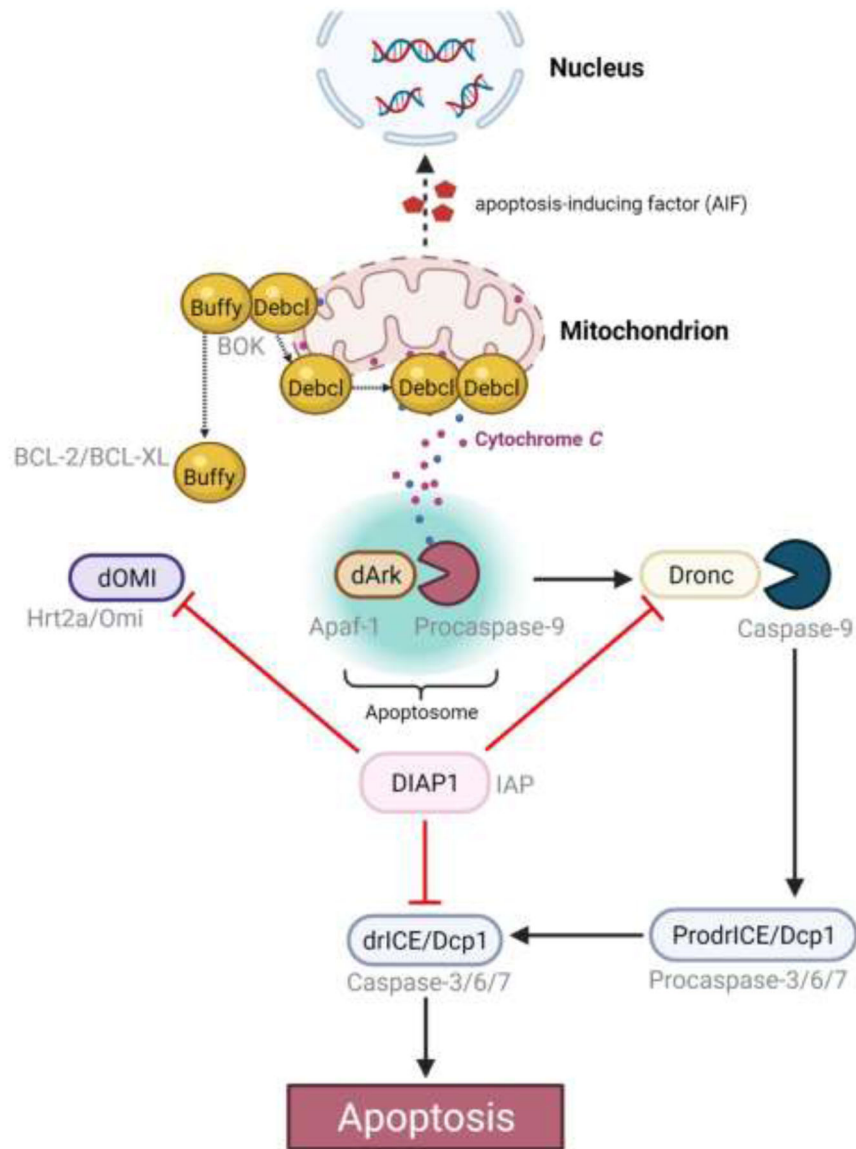 Nucleus
apoptosis-inducing factor (AIF)
Buffy
Debcl
BOK
Mitochondrion
Debcl
Debcl
Debcl
Cytochrome C
BCL-2/BCL-XL
Buffy
dOMI
Hrt2a/Omi
dArk
Apaf-1
Procaspase-9
Dronc
Caspase-9
Apoptosome
DIAP1
IAP
drICE/Dcp1
Caspase-3/6/7
ProdrICE/Dcp1
Procaspase-3/6/7
Apoptosis